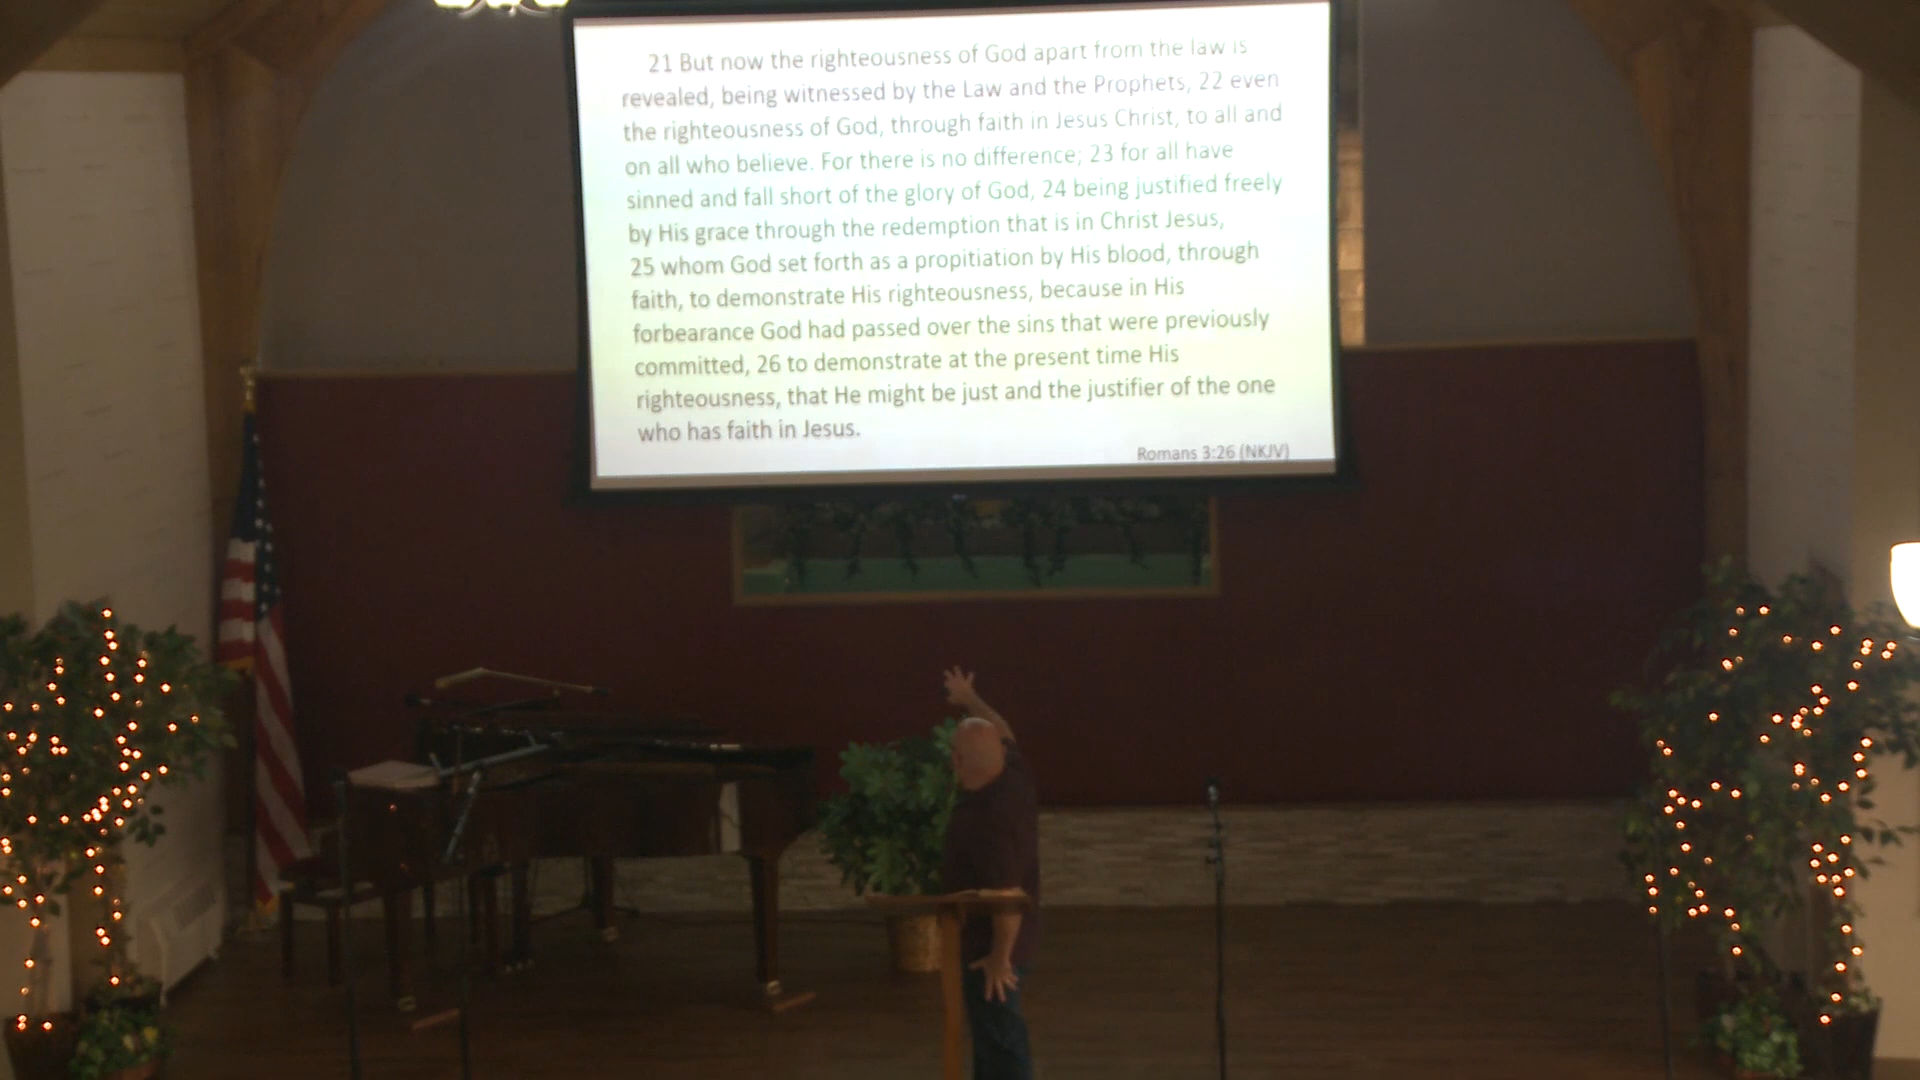 21 But now the righteousness of God apart from the law is
revealed, being witnessed by the Law and the Prophets, 22 even
the righteousness of God, through faith in Jesus Christ, to all and
on all who believe. For there is no difference; 23 for all have
sinned and fall short of the glory of God, 24 being justified freely
by His grace through the redemption that is in Christ Jesus,
25 whom God set forth as a propitiation by His blood, through
faith, to demonstrate His righteousness, because in His
forbearance God had passed over the sins that were previously
committed, 26 to demonstrate at the present time His
righteousness, that He might be just and the justifier of the one
who has faith in Jesus.
Romans 3:26 (NKJV)